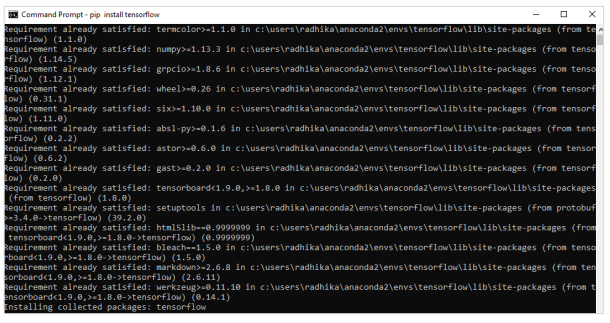 Command Prompt - pip install tensorflow
Requirement already satisfied: termcolor>=1.1.0 in c:\users\radhika\anaconda2\envs\tensorflow\lib\site-packages (from te
nsorflow) (1.1.0)
Requirement already satisfied: numpy>=1.13.3 in c:\users\radhika\anaconda2\envs\tensorflow\lib\site-packages (from tenso
rflow) (1.14.5)
Requirement already satisfied: grpcio>=1.8.6 in c:\users\radhika\anaconda2\envs\tensorflow\lib\site-packages (from tenso
rflow) (1.12.1)
Requirement already satisfied: wheel>=0.26 in c:\users\radhika\anaconda2\envs\tensorflow\lib\site-packages (from tensorf
low) (0.31.1)
Requirement already satisfied: six>=1.10.0 in c:\users\radhika\anaconda2\envs\tensorflow\lib\site-packages (from tensorf
low) (1.11.0)
Requirement already satisfied: absl-py>=0.1.6 in c:\users\radhika\anaconda2\envs\tensorflow\lib\site-packages (from tens
orflow) (0.2.2)
Requirement already satisfied: astor>=0.6.0 in c:\users\radhika\anaconda2\envs\tensorflow\lib\site-packages (from tensor
flow) (0.6.2)
Requirement already satisfied: gast>=0.2.0 in c:\users\radhika\anaconda2\envs\tensorflow\lib\site-packages (from tensorf
low) (0.2.0)
Requirement already satisfied: tensorboard<1.9.0,>=1.8.0 in c:\users\radhika\anaconda2\envs\tensorflow\lib\site-packages
(from tensorflow) (1.8.0)
Requirement already satisfied: setuptools in c:\users\radhika\anaconda2\envs\tensorflow\lib\site-packages (from protobuf
>=3.4.0->tensorflow) (39.2.0)
Requirement already satisfied: html5lib==0.9999999 in c:\users\radhika\anaconda2\envs\tensorflow\lib\site-packages (from
tensorboard<1.9.0,>=1.8.0->tensorflow) (0.9999999)
Requirement already satisfied: bleach==1.5.0 in c:\users\radhika\anaconda2\envs\tensorflow\lib\site-packages (from tenso
rboard<1.9.0,>=1.8.0->tensorflow) (1.5.0)
Requirement already satisfied: markdown>=2.6.8 in c:\users\radhika\anaconda2\envs\tensorflow\lib\site-packages (from ten
sorboard<1.9.0,>=1.8.0->tensorflow) (2.6.11)
Requirement already satisfied: werkzeug>=0.11.10 in c:\users\radhika\anaconda2\envs\tensorflow\lib\site-packages (from t
ensorboard<1.9.0,>=1.8.0->tensorflow) (0.14.1)
Installing collected packages: tensorflow